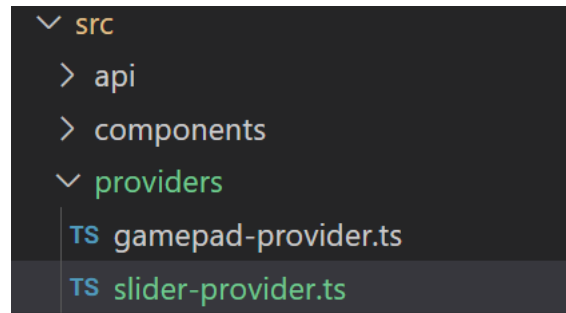 src
api
components
providers
TS gamepad-provider.ts
TS slider-provider.ts